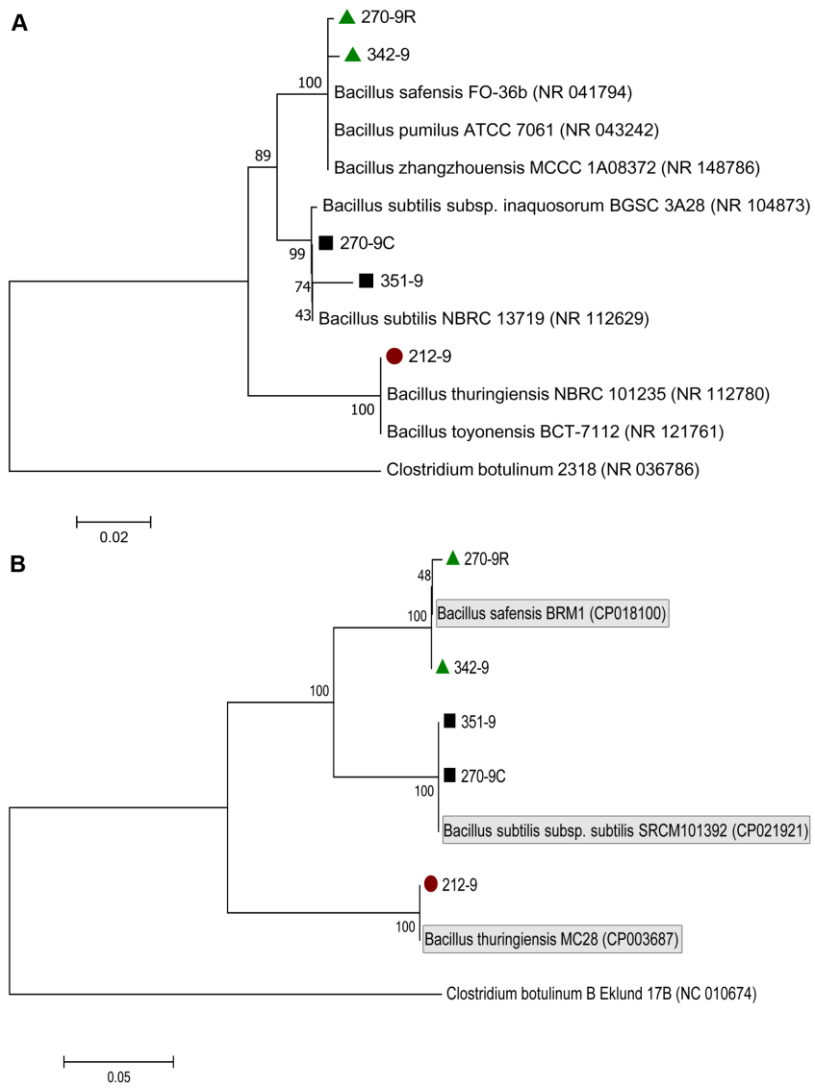 A
270-9R
342-9
100
Bacillus safensis FO-36b (NR 041794)
Bacillus pumilus ATCC 7061 (NR 043242)
89
Bacillus zhangzhouensis MCCC 1A08372 (NR 148786)
Bacillus subtilis subsp. inaquosorum BGSC 3A28 (NR 104873)
270-9C
99
351-9
74
43
Bacillus subtilis NBRC 13719 (NR 112629)
212-9
Bacillus thuringiensis NBRC 101235 (NR 112780)
100
Bacillus toyonensis BCT-7112 (NR 121761)
Clostridium botulinum 2318 (NR 036786)
0.02
B
270-9R
48
100
Bacillus safensis BRM1 (CP018100)
342-9
100
351-9
270-9C
100
Bacillus subtilis subsp. subtilis SRCM101392 (CP021921)
212-9
100
Bacillus thuringiensis MC28 (CP003687)
Clostridium botulinum B Eklund 17B (NC 010674)
0.05